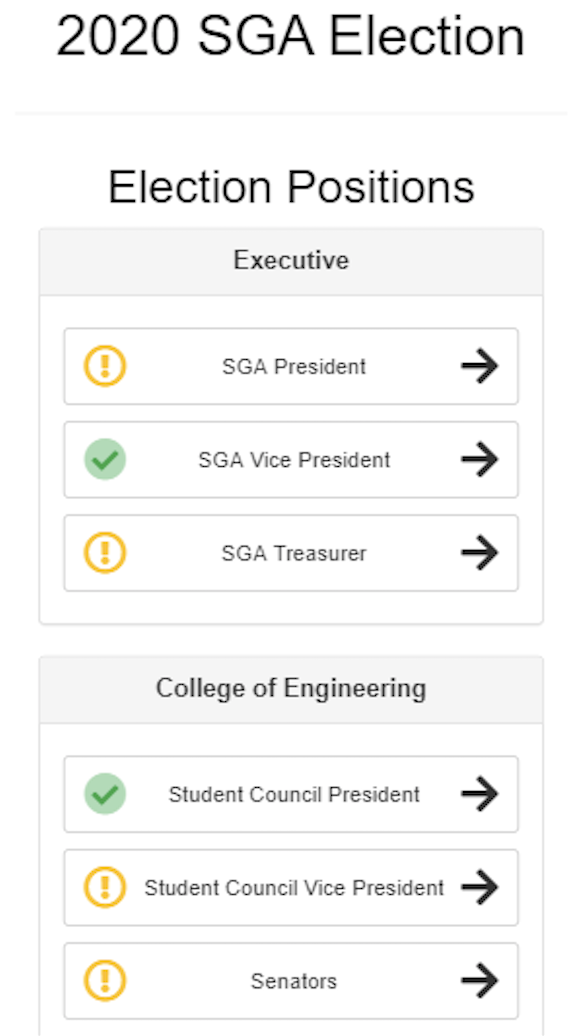 2020 SGA Election
Election Positions
Executive
SGA President
SGA Vice President
SGA Treasurer
College of Engineering
Student Council President
Student Council Vice President
Senators